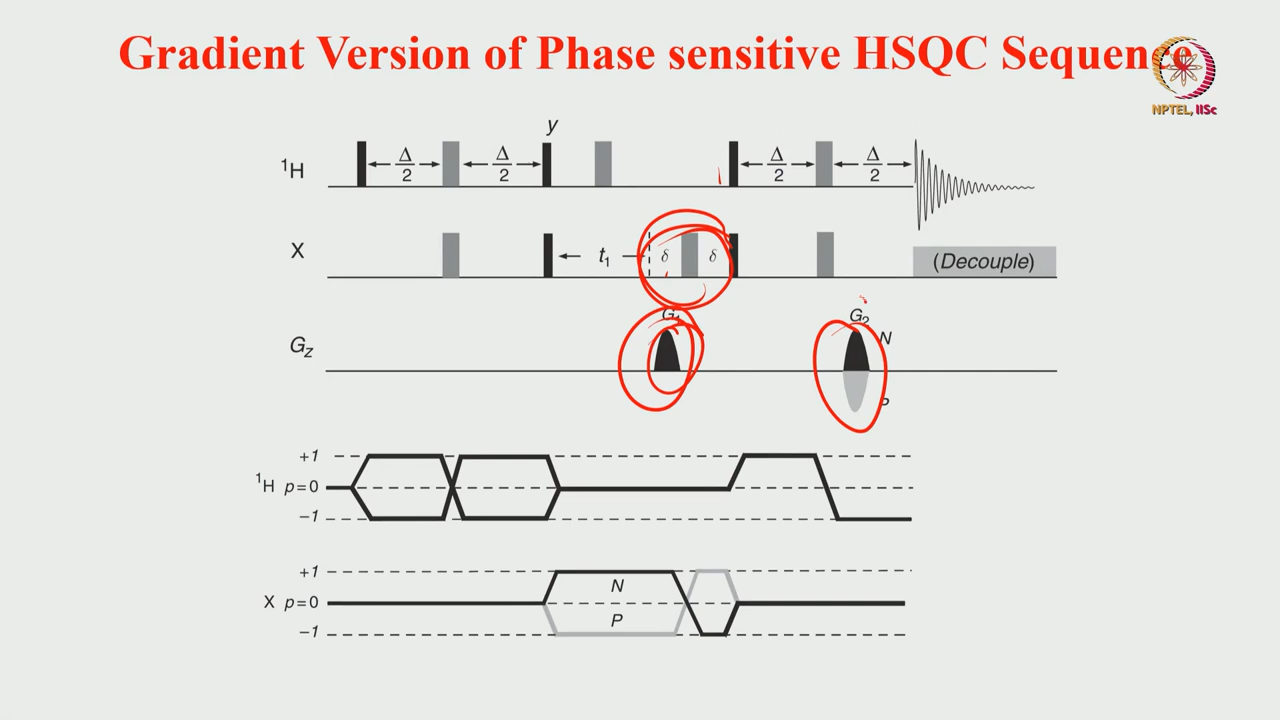 Gradient Version of Phase sensitive HSQC Sequence
NPTEL, IISc
y
¹H Δ/2 Δ/2 Δ/2 Δ/2
X t₁ δ δ (Decouple)
G₁ G₂
G_z N
P
+1
¹H p=0
−1
+1
N
X p=0
P
−1